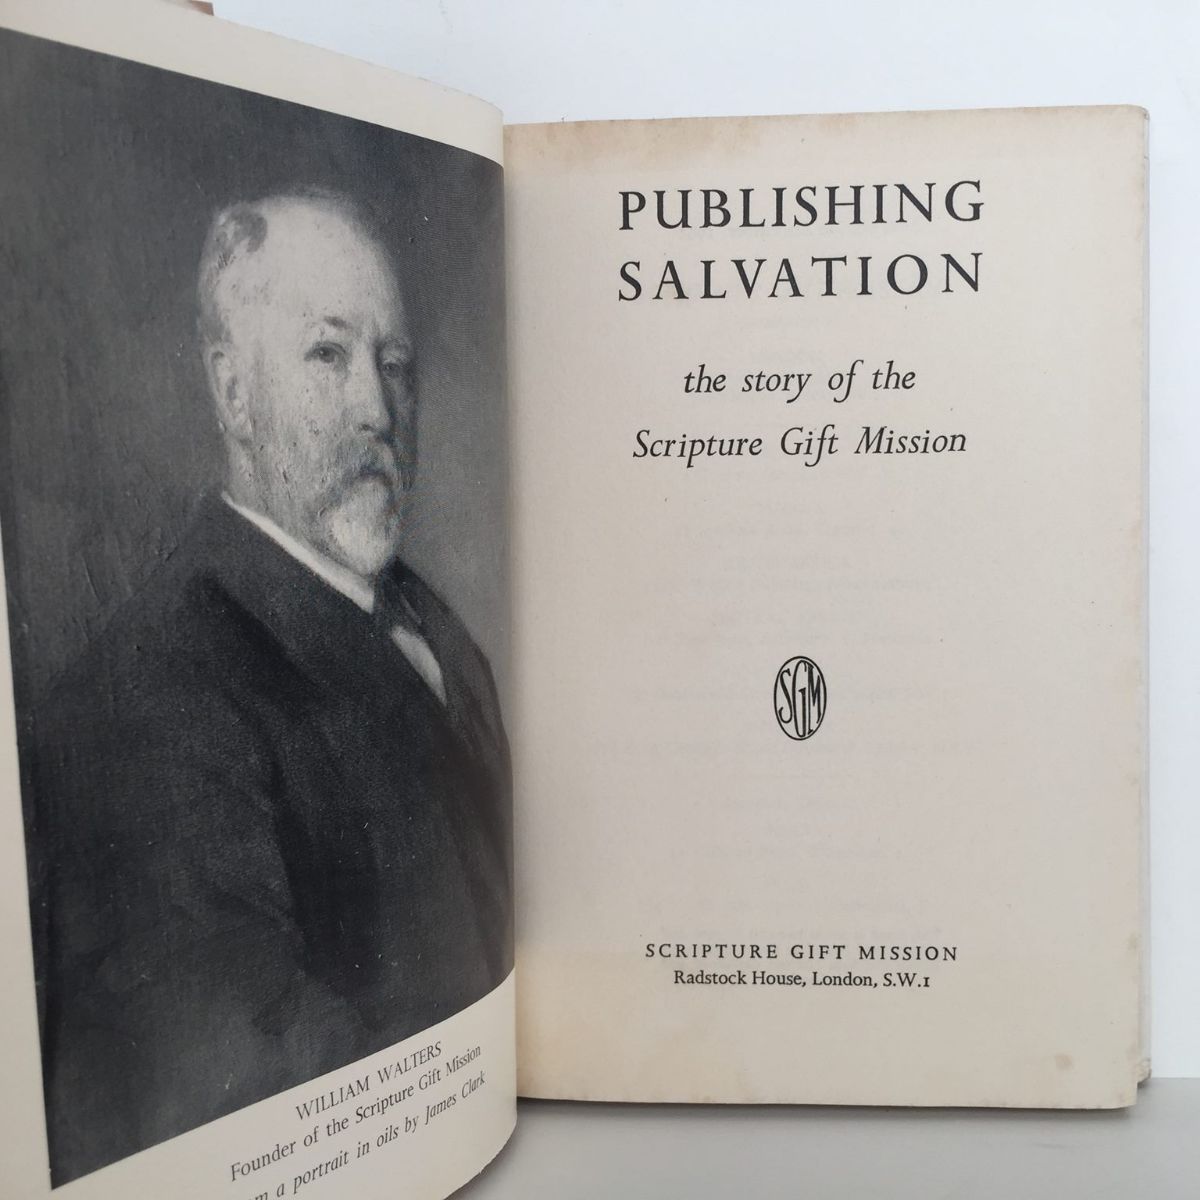 WILLIAM WALTERS
Founder of the Scripture Gift Mission
a portrait in oils by James Clark
PUBLISHING
SALVATION
the story of the
Scripture Gift Mission
SGM
SCRIPTURE GIFT MISSION
Radstock House, London, S.W.1